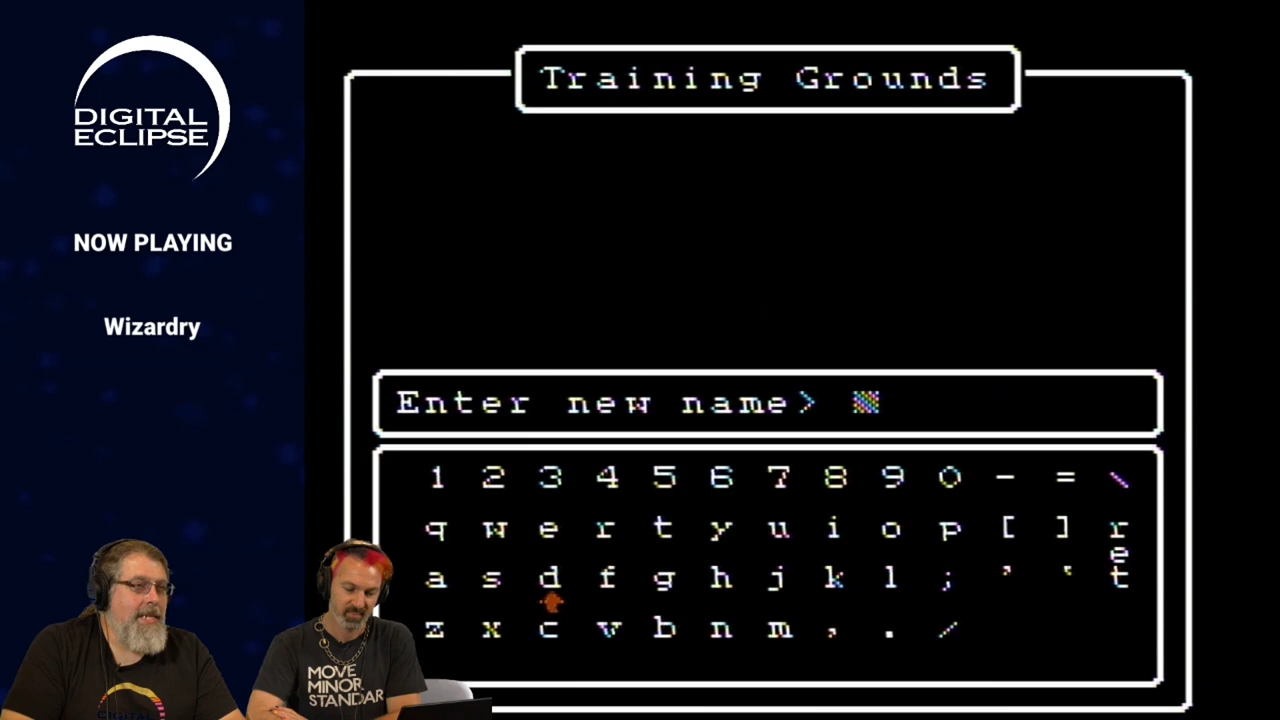 DIGITAL
ECLIPSE
NOW PLAYING
Wizardry
Training Grounds
Enter new name>
1 2 3 4 5 6 7 8 9 0 - = \
q w e r t y u i o p [ ] ret
a s d f g h j k l ; ' `
z x c v b n m , . /
MOVE
MINOR
STANDAR
DIGITAL